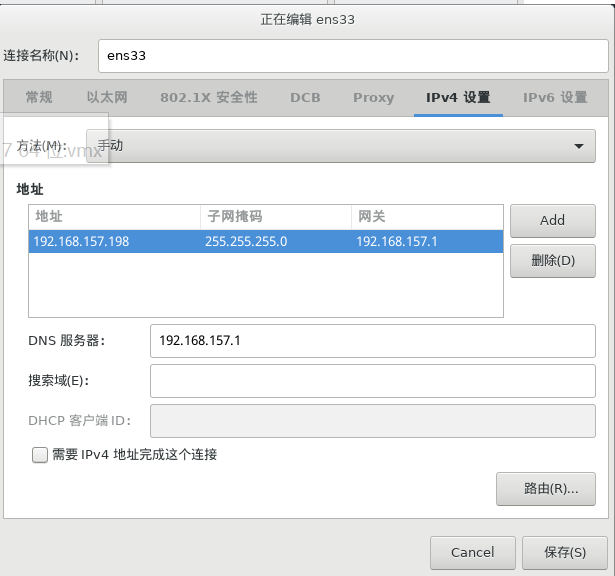 正在编辑 ens33
连接名称(N)： ens33
常规 以太网 802.1X 安全性 DCB Proxy IPv4 设置 IPv6 设置
方法(M)： 手动
7 64 位.vmx
地址
地址 子网掩码 网关
192.168.157.198 255.255.255.0 192.168.157.1
Add
删除(D)
DNS 服务器： 192.168.157.1
搜索域(E)：
DHCP 客户端 ID：
需要 IPv4 地址完成这个连接
路由(R)...
Cancel 保存(S)